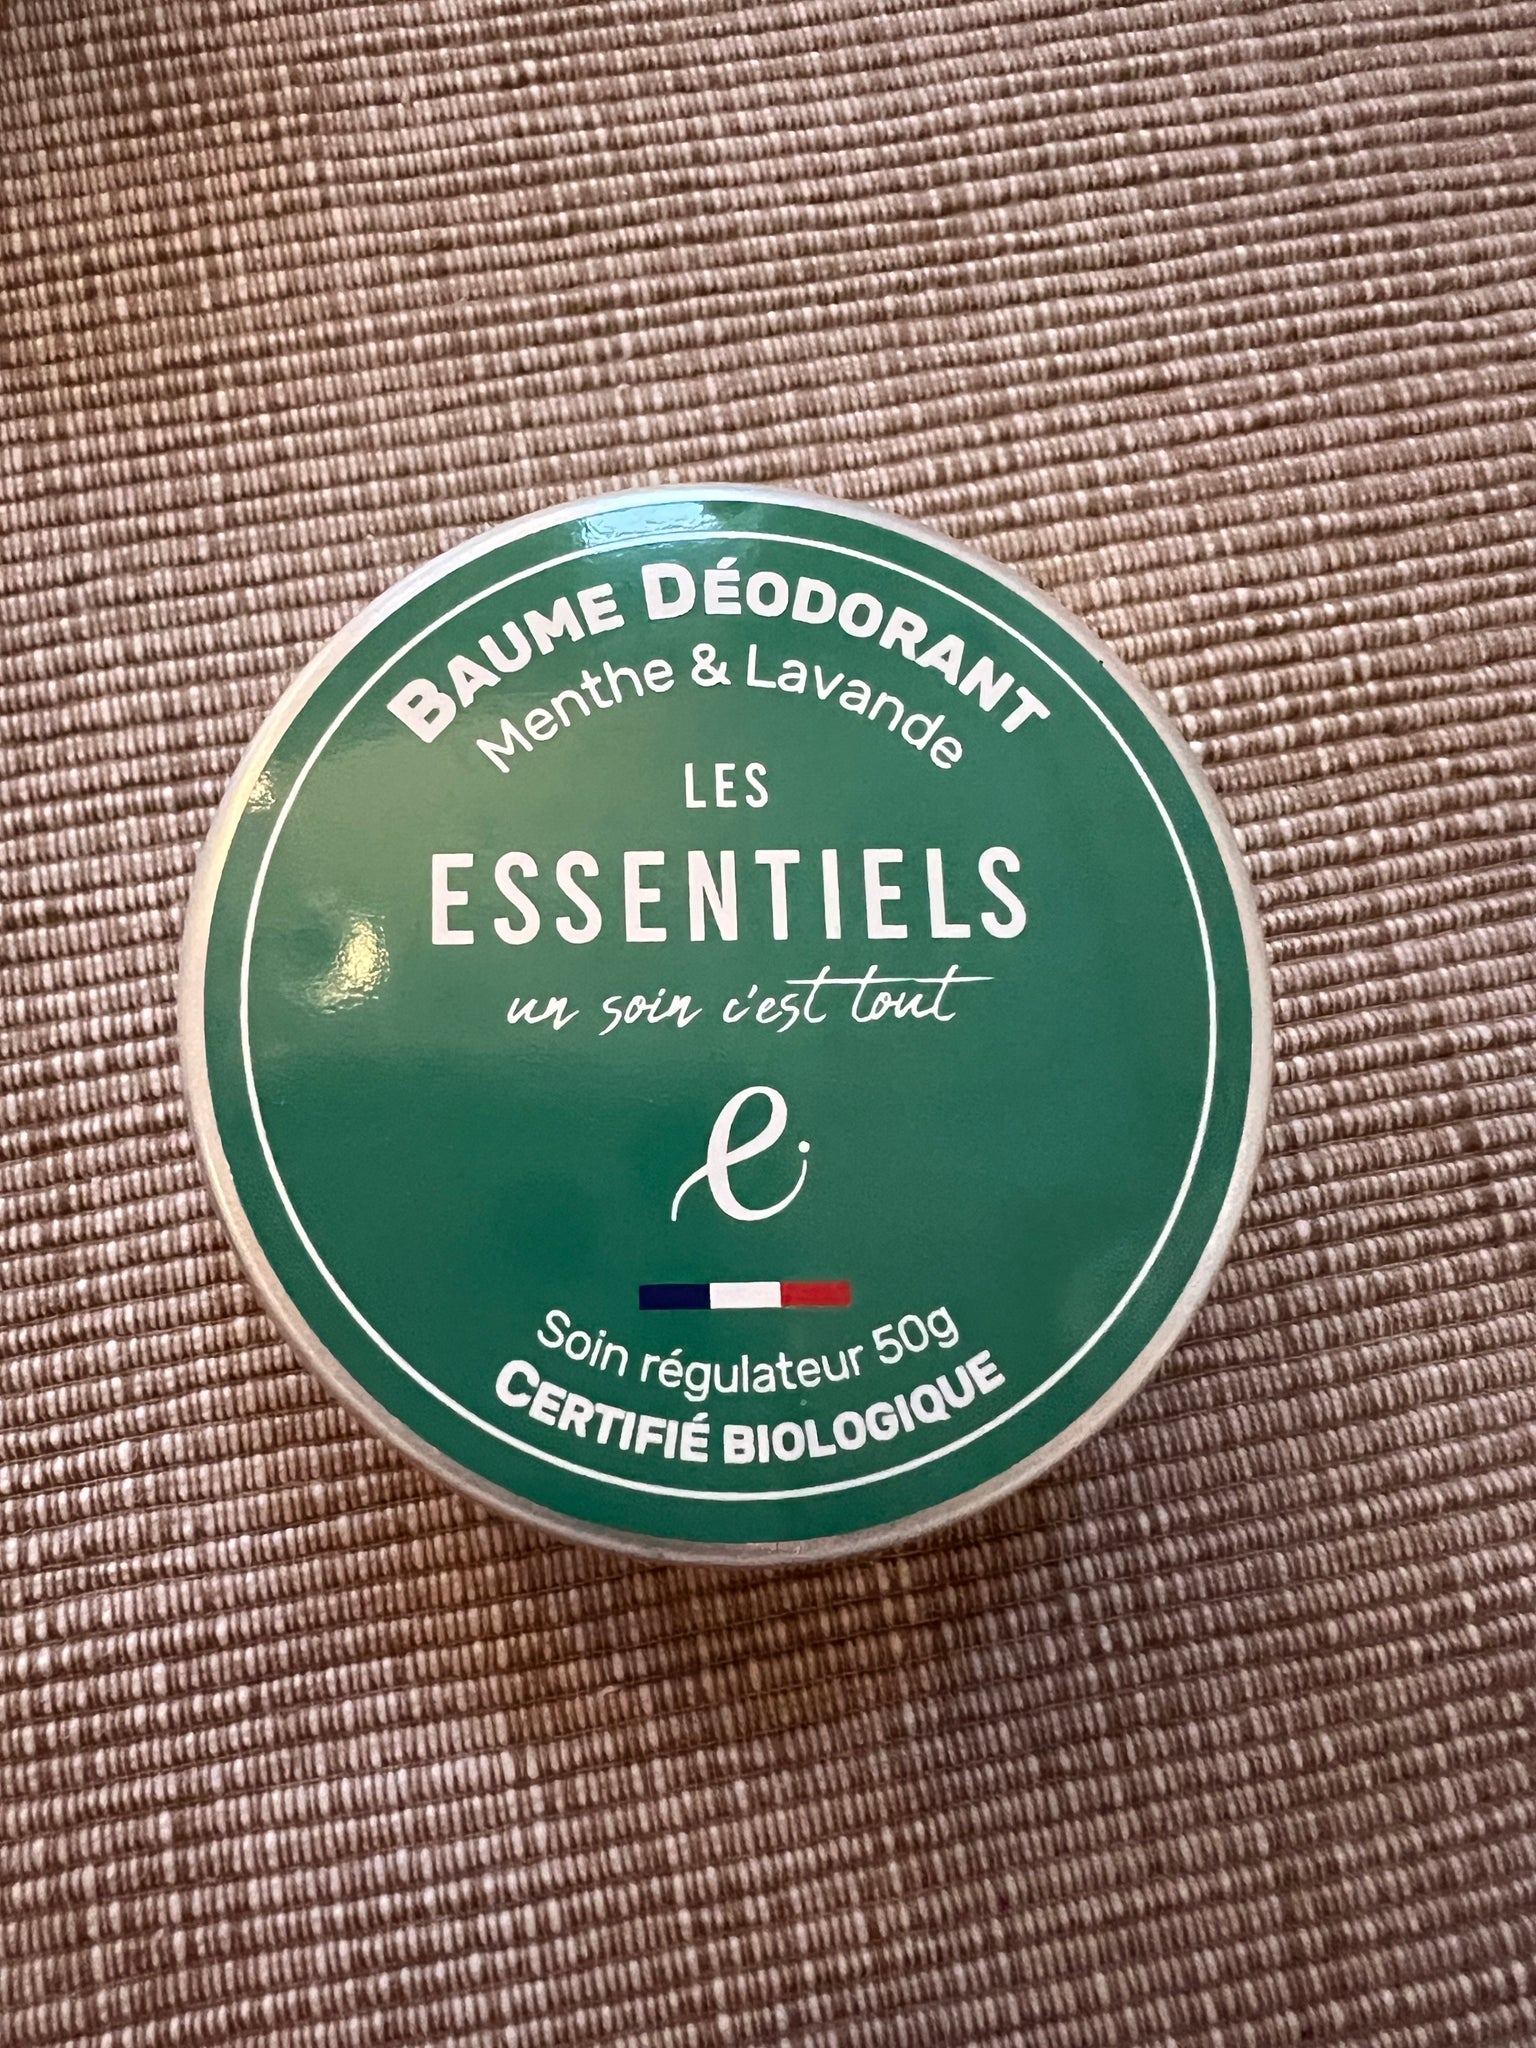 BAUME DÉODORANT
Menthe & Lavande
LES
ESSENTIELS
un soin c'est tout
e
Soin régulateur 50g
CERTIFIÉ BIOLOGIQUE